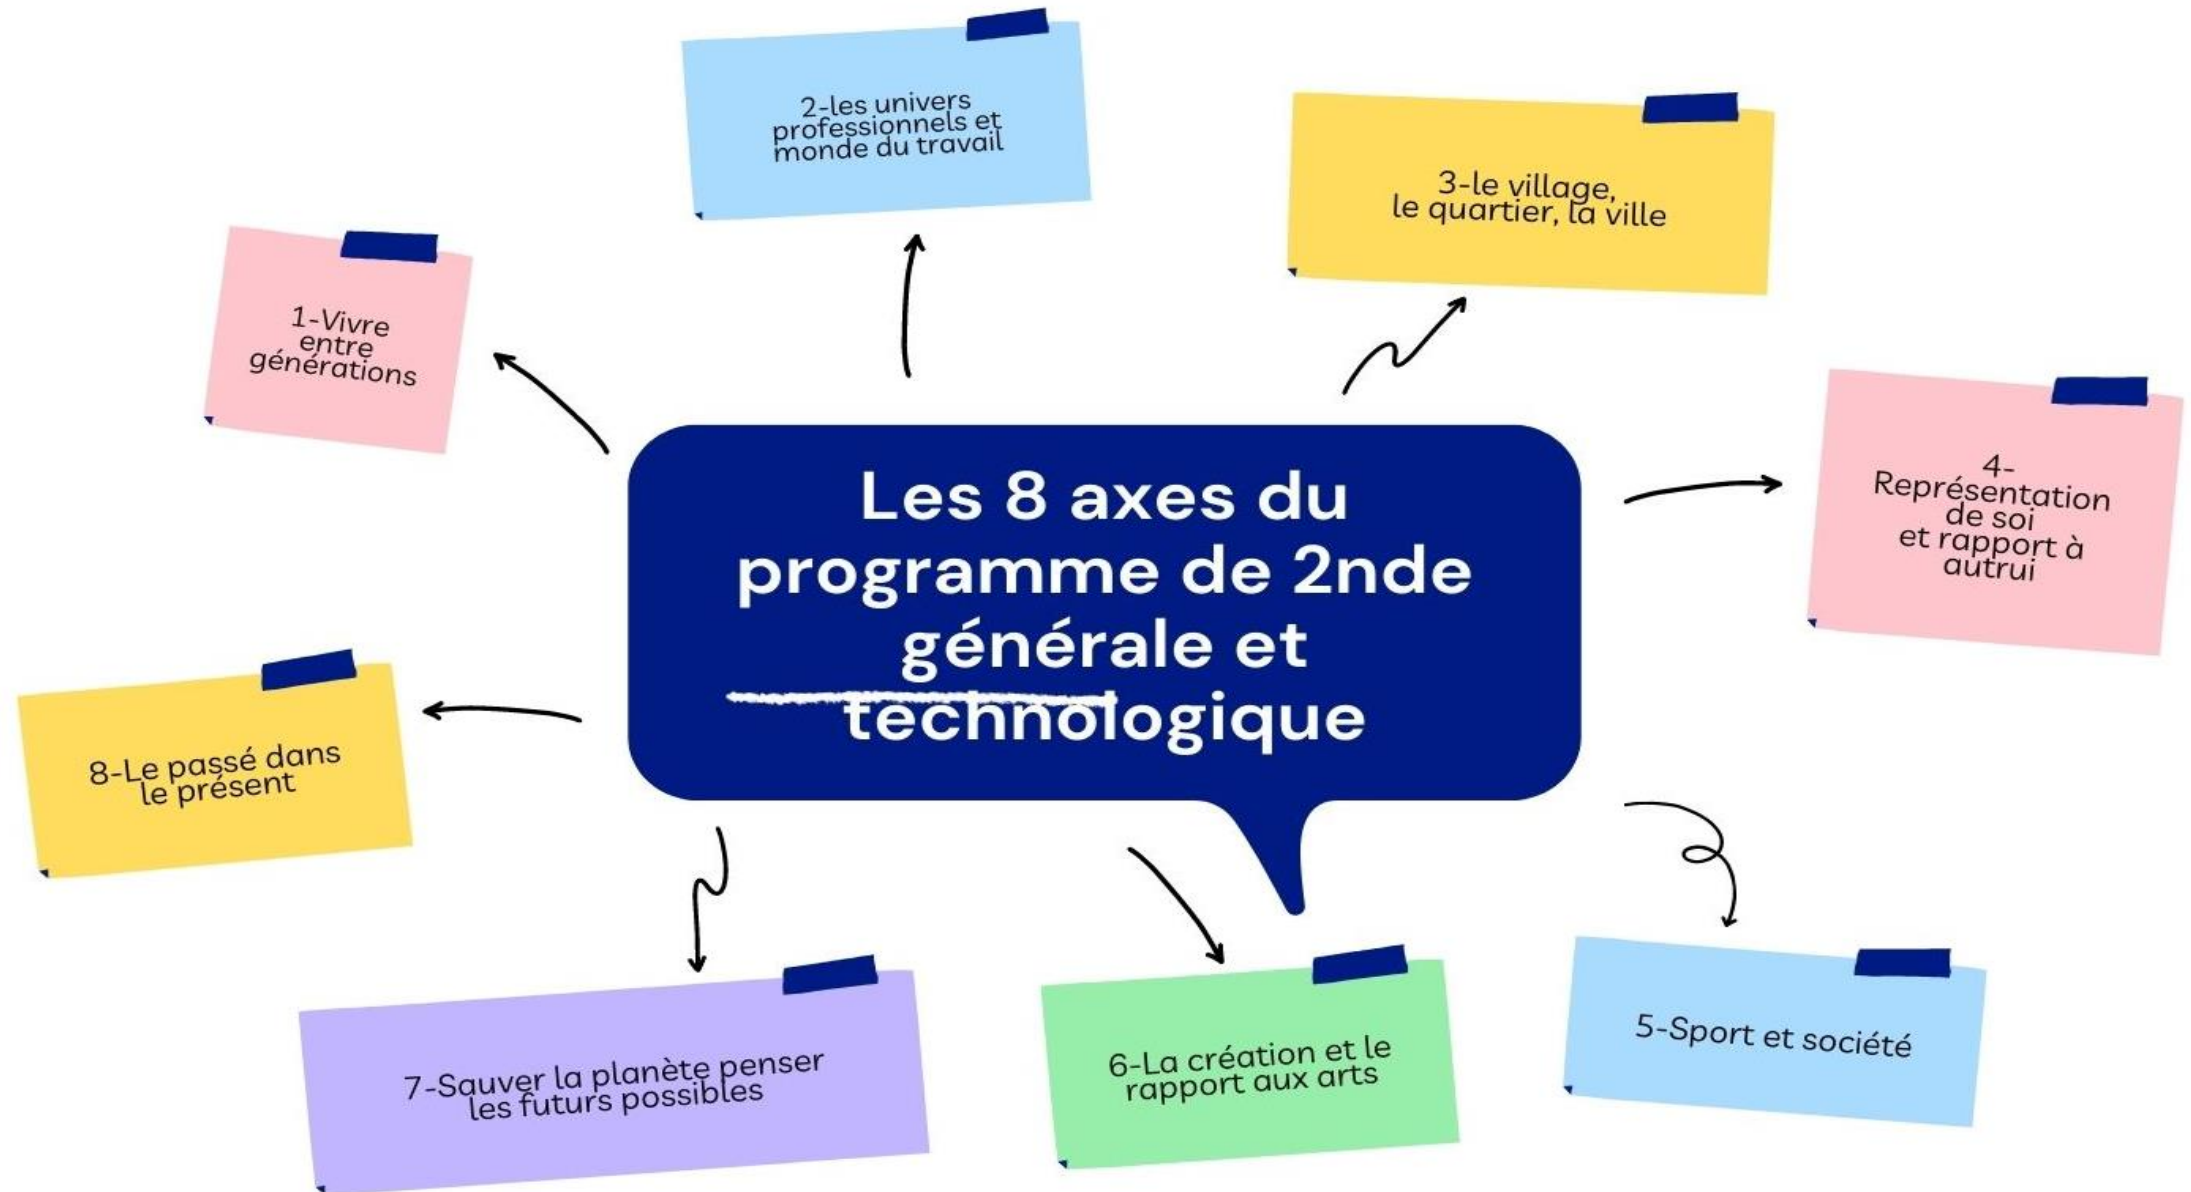 Les 8 axes du
programme de 2nde
générale et
technologique
1-Vivre
entre
générations
2-les univers
professionnels et
monde du travail
3-le village,
le quartier, la ville
4-
Représentation
de soi
et rapport à
autrui
5-Sport et société
6-La création et le
rapport aux arts
7-Sauver la planète penser
les futurs possibles
8-Le passé dans
le présent